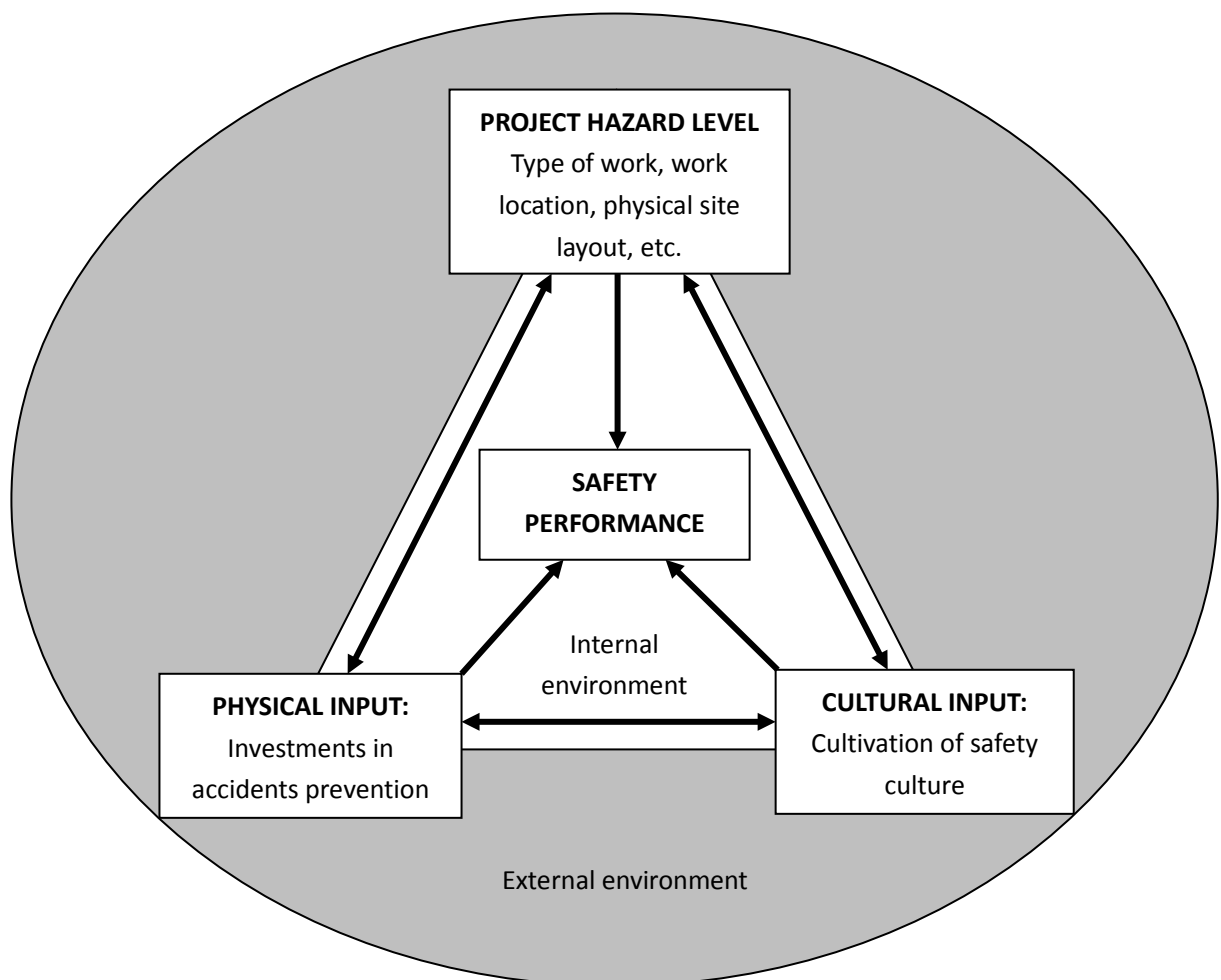 PROJECT HAZARD LEVEL
Type of work, work
location, physical site
layout, etc.
SAFETY
PERFORMANCE
Internal
environment
PHYSICAL INPUT:
Investments in
accidents prevention
CULTURAL INPUT:
Cultivation of safety
culture
External environment